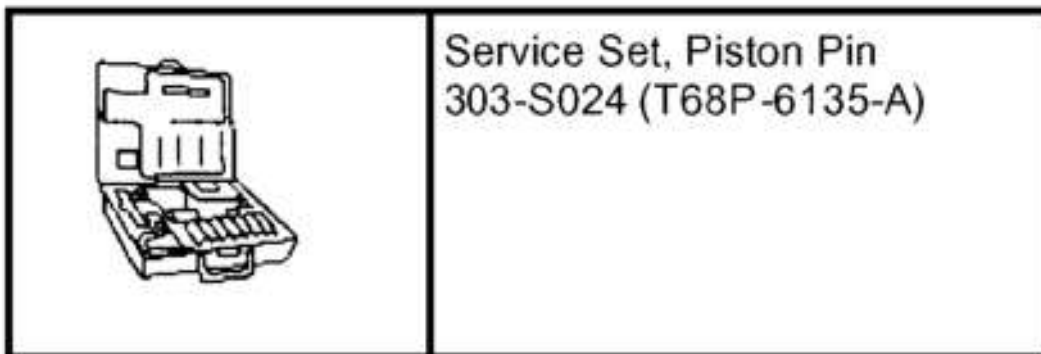 Service Set, Piston Pin
303-S024 (T68P-6135-A)